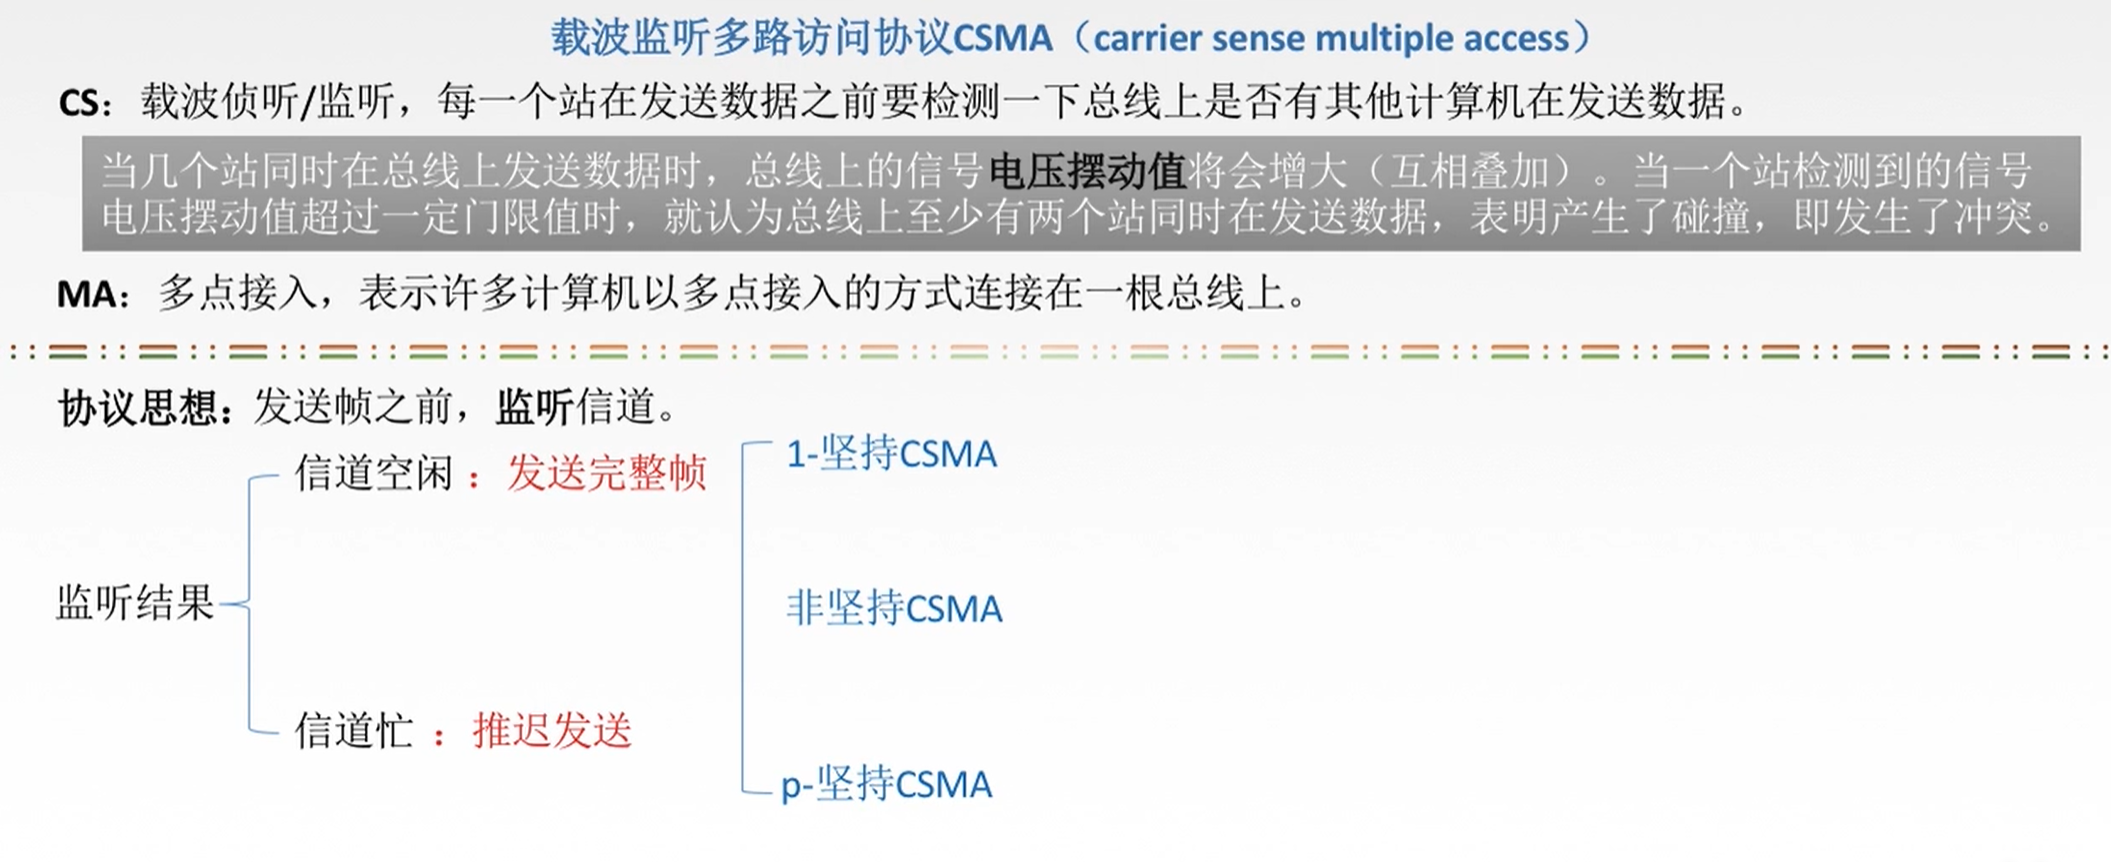 载波监听多路访问协议CSMA（carrier sense multiple access）
CS：载波侦听/监听，每一个站在发送数据之前要检测一下总线上是否有其他计算机在发送数据。
当几个站同时在总线上发送数据时，总线上的信号电压摆动值将会增大（互相叠加）。当一个站检测到的信号
电压摆动值超过一定门限值时，就认为总线上至少有两个站同时在发送数据，表明产生了碰撞，即发生了冲突。
MA：多点接入，表示许多计算机以多点接入的方式连接在一根总线上。
协议思想：发送帧之前，监听信道。
监听结果
信道空闲：发送完整帧
信道忙：推迟发送
1-坚持CSMA
非坚持CSMA
p-坚持CSMA